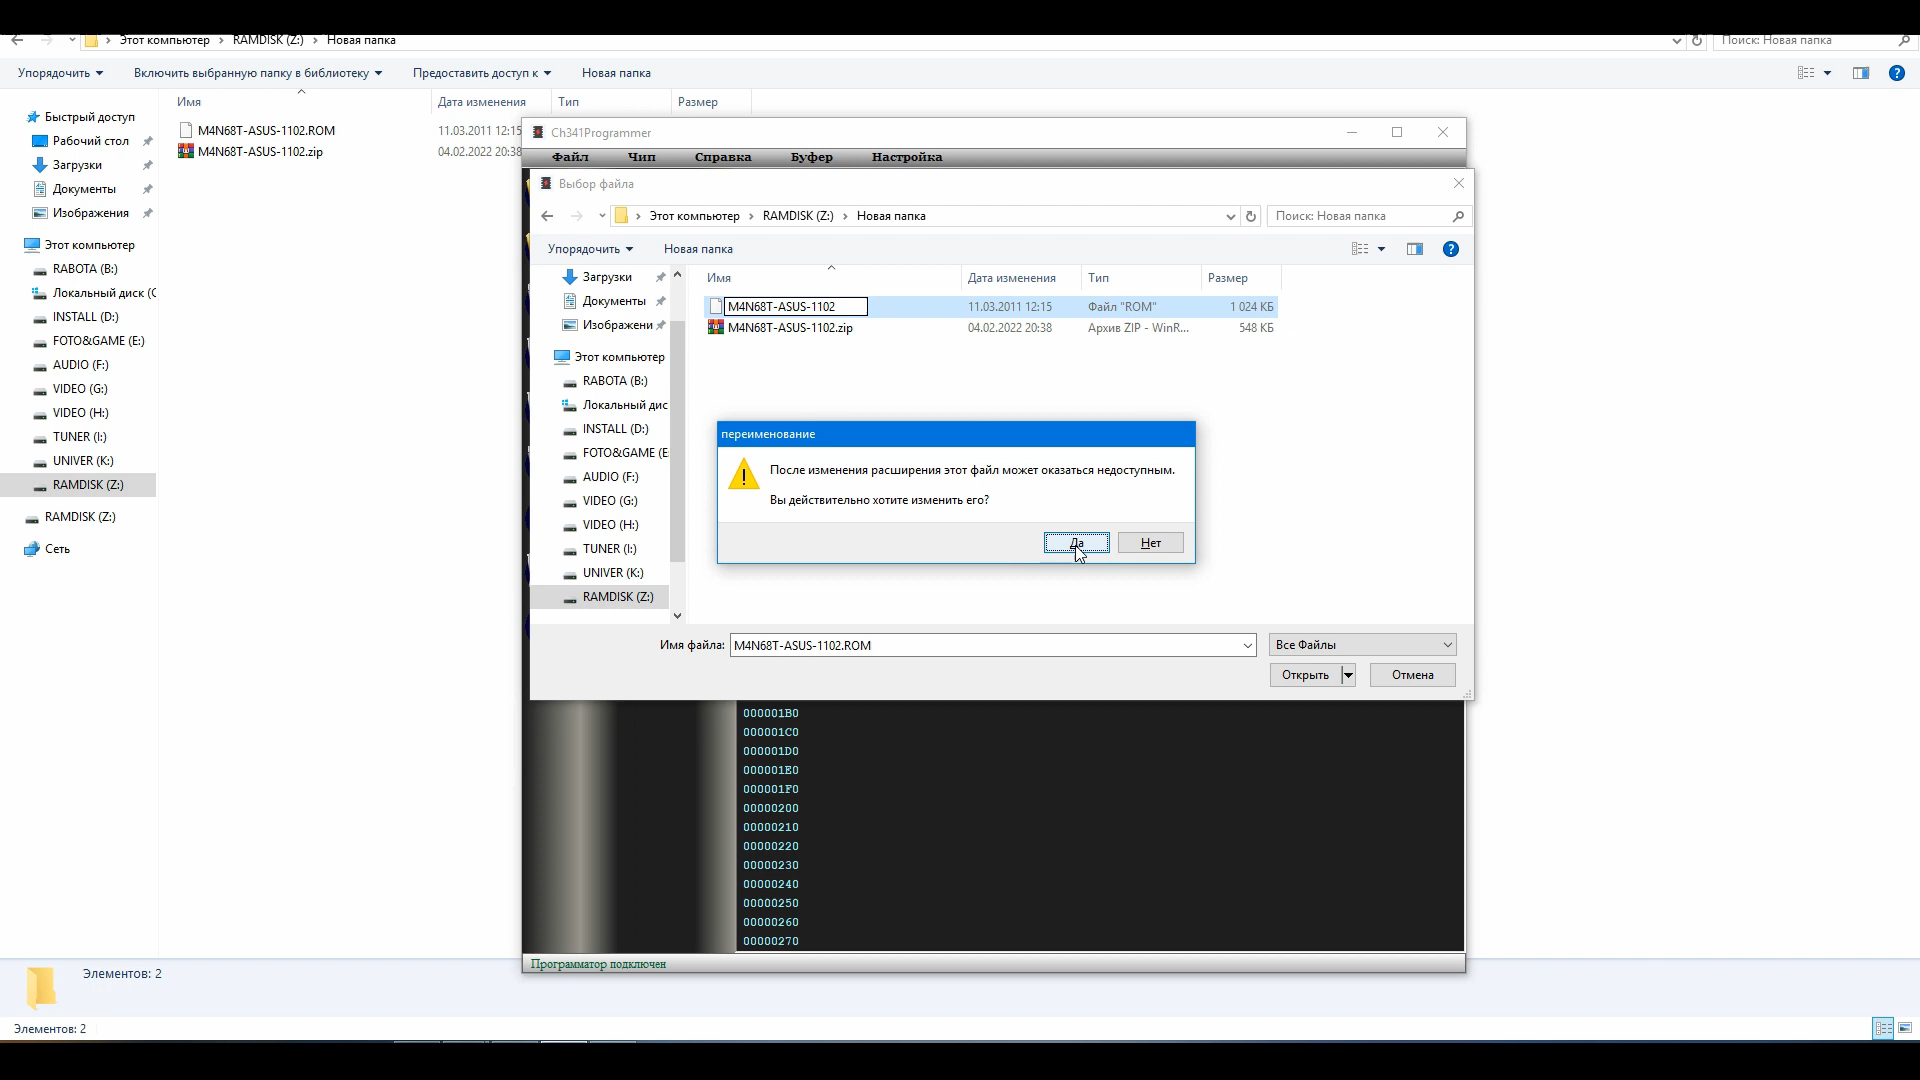 Этот компьютер > RAMDISK (Z:) > Новая папка
Поиск: Новая папка
Упорядочить
Включить выбранную папку в библиотеку
Предоставить доступ к
Новая папка
Имя
Дата изменения
Тип
Размер
M4N68T-ASUS-1102.ROM
11.03.2011 12:15
M4N68T-ASUS-1102.zip
04.02.2022 20:38
Быстрый доступ
Рабочий стол
Загрузки
Документы
Изображения
Этот компьютер
RABOTA (B:)
Локальный диск (C
INSTALL (D:)
FOTO&GAME (E:)
AUDIO (F:)
VIDEO (G:)
VIDEO (H:)
TUNER (I:)
UNIVER (K:)
RAMDISK (Z:)
RAMDISK (Z:)
Сеть
Ch341Programmer
Файл
Чип
Справка
Буфер
Настройка
Выбор файла
Этот компьютер > RAMDISK (Z:) > Новая папка
Поиск: Новая папка
Упорядочить
Новая папка
Загрузки
Документы
Изображени
Этот компьютер
RABOTA (B:)
Локальный дис
INSTALL (D:)
FOTO&GAME (E:
AUDIO (F:)
VIDEO (G:)
VIDEO (H:)
TUNER (I:)
UNIVER (K:)
RAMDISK (Z:)
Имя
Дата изменения
Тип
Размер
M4N68T-ASUS-1102
11.03.2011 12:15
Файл "ROM"
1 024 КБ
M4N68T-ASUS-1102.zip
04.02.2022 20:38
Архив ZIP - WinR...
548 КБ
переименование
После изменения расширения этот файл может оказаться недоступным.
Вы действительно хотите изменить его?
Да
Нет
Имя файла:
M4N68T-ASUS-1102.ROM
Все Файлы
Открыть
Отмена
000001B0
000001C0
000001D0
000001E0
000001F0
00000200
00000210
00000220
00000230
00000240
00000250
00000260
00000270
Программатор подключен
Элементов: 2
Элементов: 2